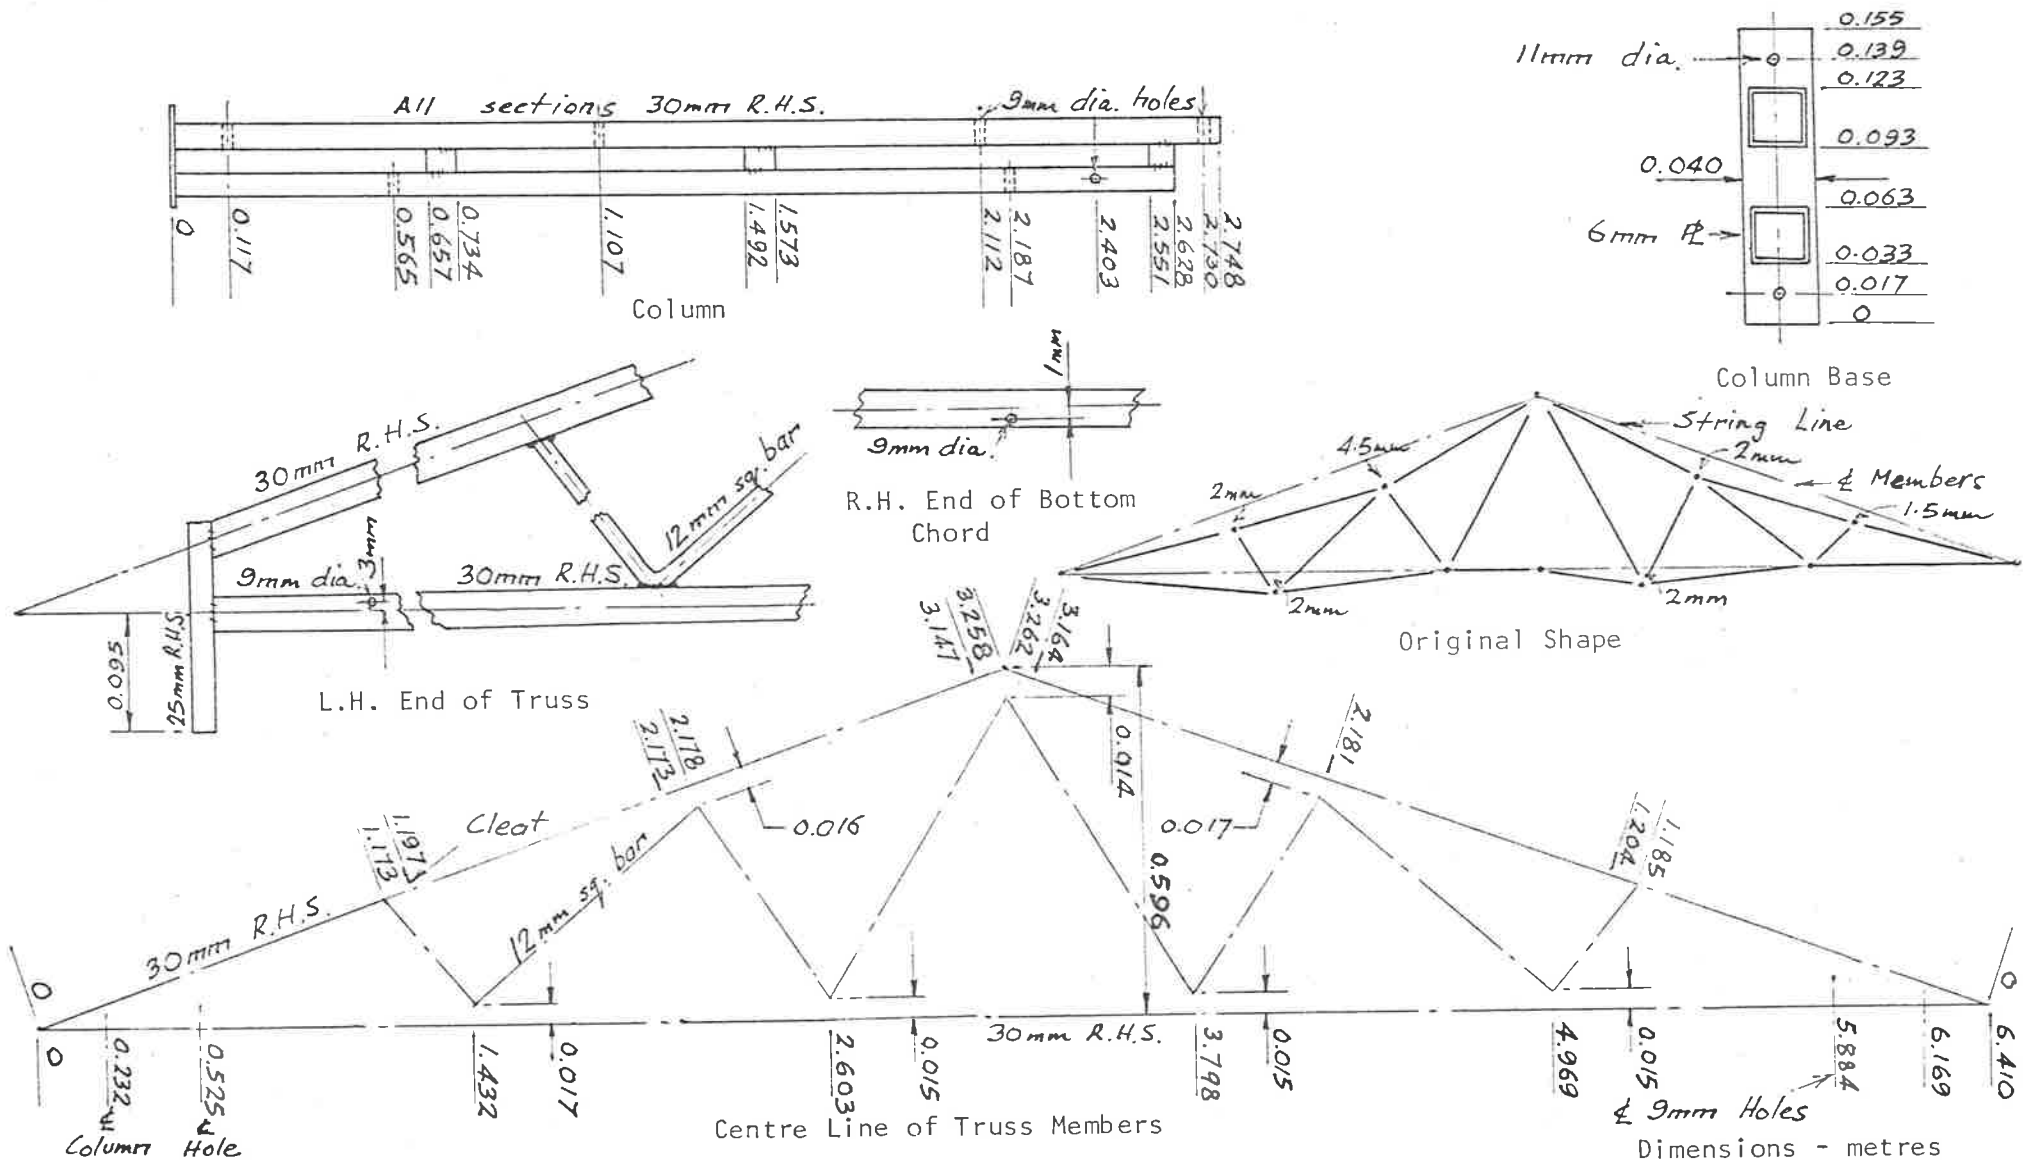 All sections 30mm R.H.S.
9mm dia. holes
0
0.117
0.565
0.657
0.734
1.107
1.492
1.573
2.112
2.187
2.403
2.551
2.628
2.730
2.748
Column
11mm dia.
0.155
0.139
0.123
0.093
0.040
0.063
6mm PL
0.033
0.017
0
Column Base
30mm R.H.S.
12mm sq. bar
9mm dia.
3mm
30mm R.H.S.
0.095
25mm R.H.S.
L.H. End of Truss
1mm
9mm dia.
R.H. End of Bottom
Chord
String Line
4.5mm
2mm
2mm
℄ Members
1.5mm
2mm
2mm
Original Shape
3.147
3.258
3.262
3.164
2.173
2.178
0.014
2.181
1.173
1.197
Cleat
0.016
0.017
1.204
1.185
30mm R.H.S.
12mm sq. bar
0.596
0
0
0
0.232
0.525
1.432
0.017
2.603
0.015
30mm R.H.S.
3.798
0.015
4.969
0.015
5.884
6.169
6.410
℄ ℄
Column Hole
℄ 9mm Holes
Centre Line of Truss Members
Dimensions - metres